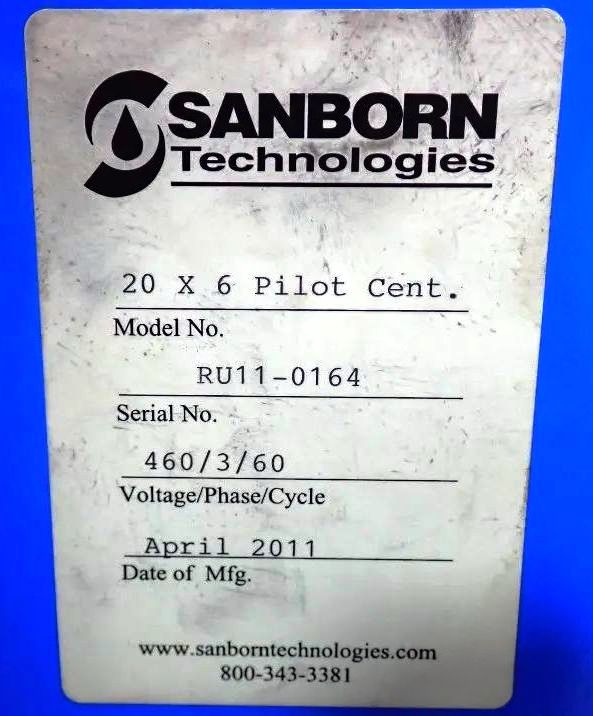 SANBORN
Technologies
20 X 6 Pilot Cent.
Model No.
RU11-0164
Serial No.
460/3/60
Voltage/Phase/Cycle
April 2011
Date of Mfg.
www.sanborntechnologies.com
800-343-3381